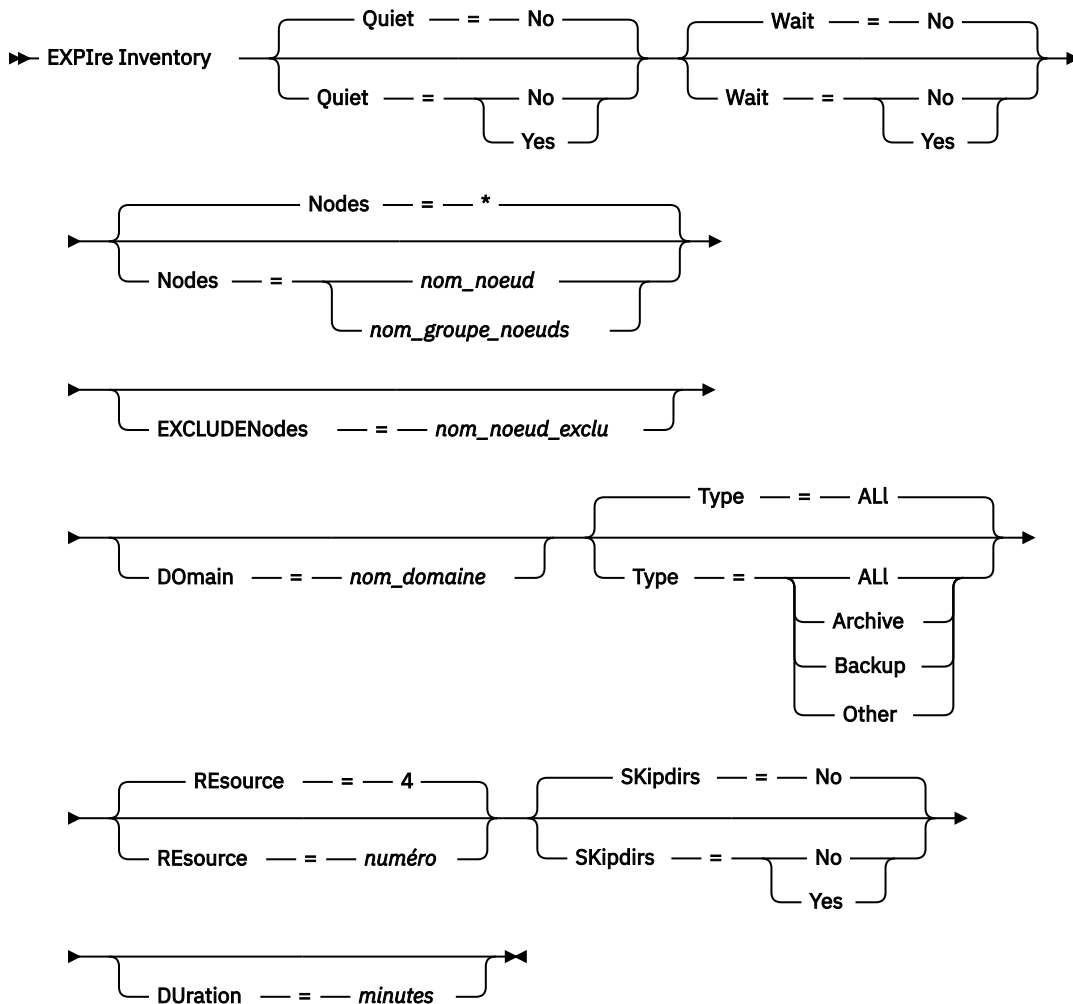 Quiet = No Wait = No
EXPIre Inventory
Quiet = No Wait = No
Yes Yes
Nodes = *
Nodes = nom_noeud
nom_groupe_noeuds
EXCLUDENodes = nom_noeud_exclu
Type = ALl
DOmain = nom_domaine Type = ALl
Archive
Backup
Other
REsource = 4 SKipdirs = No
REsource = numéro SKipdirs = No
Yes
DUration = minutes